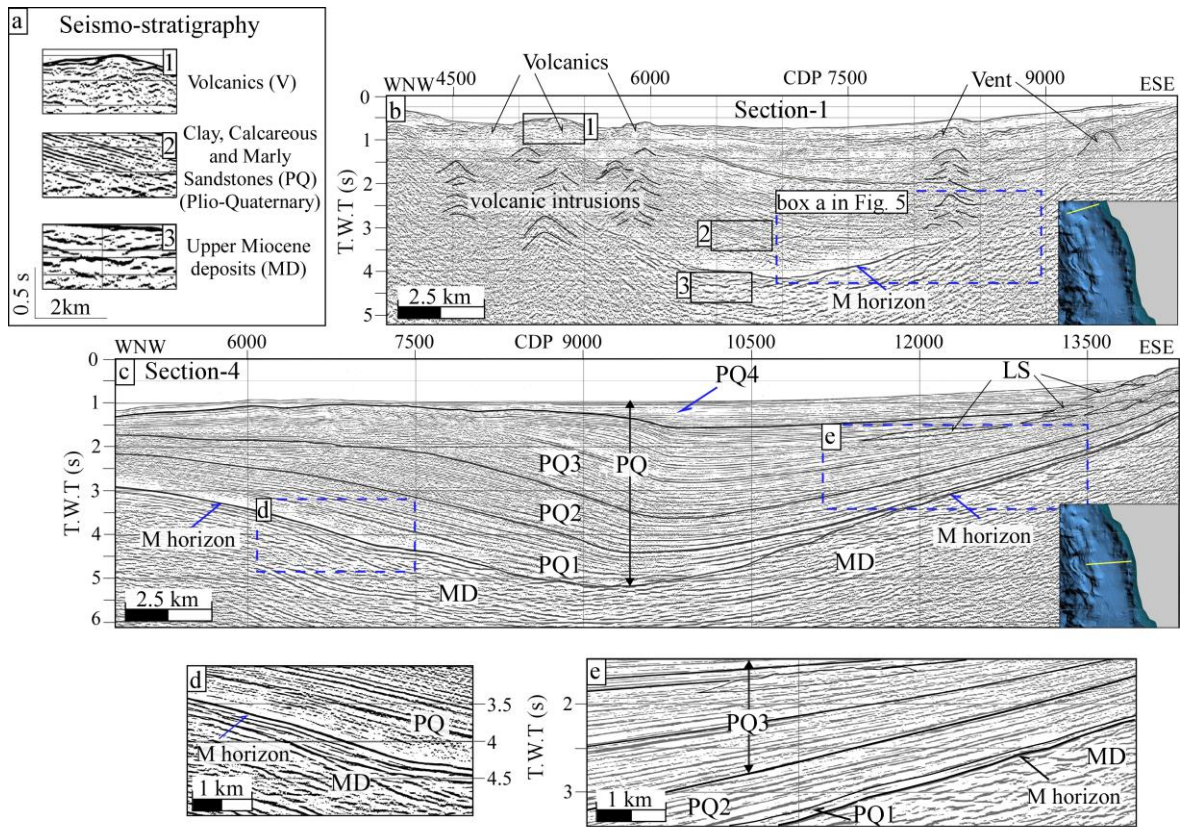 a Seismo-stratigraphy
1
Volcanics (V)
2
Clay, Calcareous
and Marly
Sandstones (PQ)
(Plio-Quaternary)
3
Upper Miocene
deposits (MD)
0.5 s
2km
Volcanics
Vent
WNW 4500 6000 CDP 7500 9000 ESE
b Section-1
0
1
2
3
4
5
T.W.T (s)
1
volcanic intrusions
box a in Fig. 5
2
3
M horizon
2.5 km
WNW 6000 7500 CDP 9000 10500 12000 13500 ESE
c Section-4
0
1
2
3
4
5
6
T.W.T (s)
PQ4
LS
e
PQ3
PQ
d
PQ2
M horizon
M horizon
PQ1
MD
MD
2.5 km
d
3.5
4
4.5
T.W.T (s)
PQ
M horizon
MD
1 km
e
2
3
PQ3
MD
M horizon
PQ2
PQ1
1 km